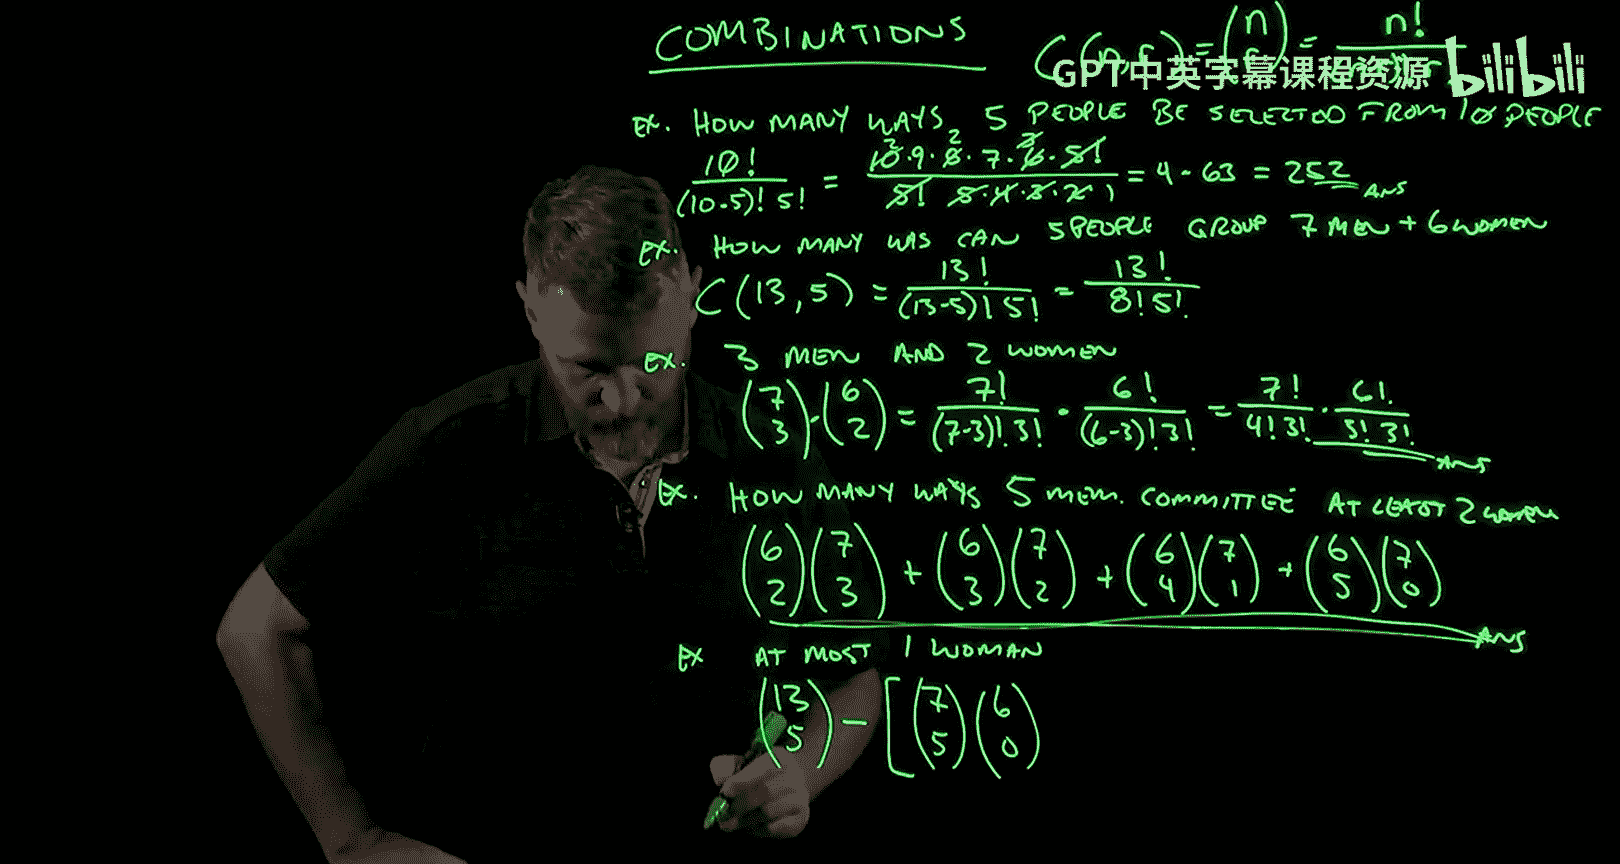 COMBINATIONS C(n,r) = (n r) = n!
GPT中英字幕课程资源 bilibili
EX. HOW MANY WAYS 5 PEOPLE BE SELECTED FROM 10 PEOPLE
10! / (10-5)! 5! = 10·9·8·7·6·5! / 5! 5·4·3·2·1 = 4 · 63 = 252 ANS
EX. HOW MANY WAS CAN 5 PEOPLE GROUP 7 MEN + 6 WOMEN
C(13,5) = 13! / (13-5)! 5! = 13! / 8! 5!
EX. 3 MEN AND 2 WOMEN
(7 3)·(6 2) = 7! / (7-3)! 3! · 6! / (6-3)! 3! = 7! / 4! 3! · 6! / 3! 3! ANS
EX. HOW MANY WAYS 5 MEM. COMMITTEE AT LEAST 2 WOMEN
(6 2)(7 3) + (6 3)(7 2) + (6 4)(7 1) + (6 5)(7 0) ANS
EX AT MOST 1 WOMAN
(13 5) - [(7 5)(6 0)